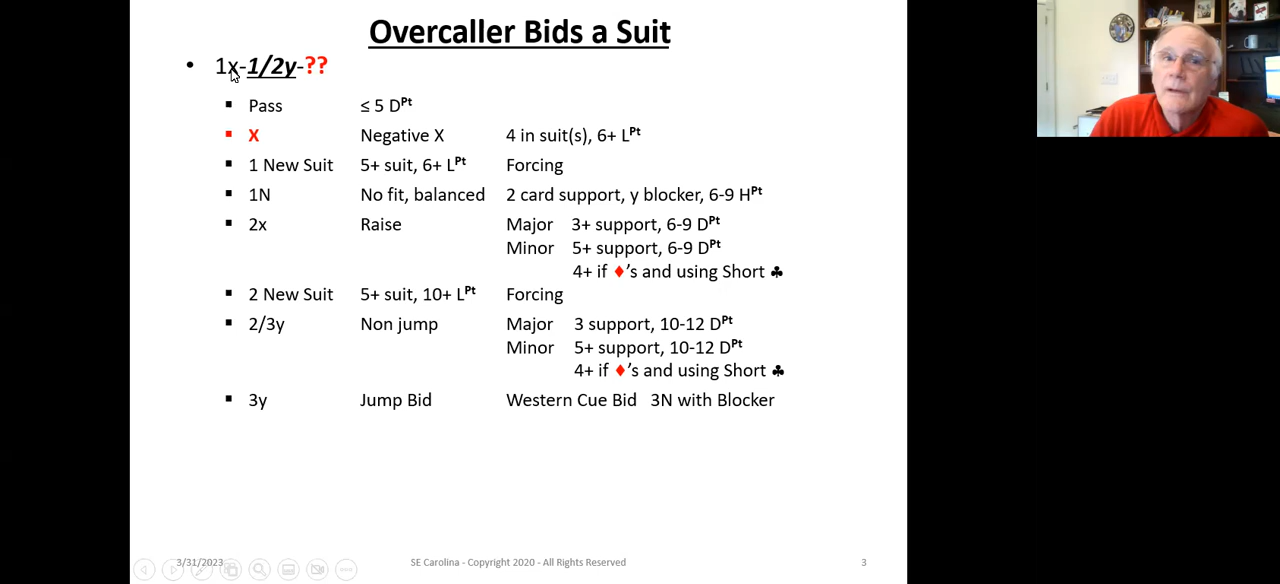 Overcaller Bids a Suit
• 1x-1/2y-??
▪ Pass ≤ 5 DPt
▪ X Negative X 4 in suit(s), 6+ LPt
▪ 1 New Suit 5+ suit, 6+ LPt Forcing
▪ 1N No fit, balanced 2 card support, y blocker, 6-9 HPt
▪ 2x Raise Major 3+ support, 6-9 DPt
Minor 5+ support, 6-9 DPt
4+ if ♦'s and using Short ♣
▪ 2 New Suit 5+ suit, 10+ LPt Forcing
▪ 2/3y Non jump Major 3 support, 10-12 DPt
Minor 5+ support, 10-12 DPt
4+ if ♦'s and using Short ♣
▪ 3y Jump Bid Western Cue Bid 3N with Blocker
3/31/2023 SE Carolina - Copyright 2020 - All Rights Reserved 3